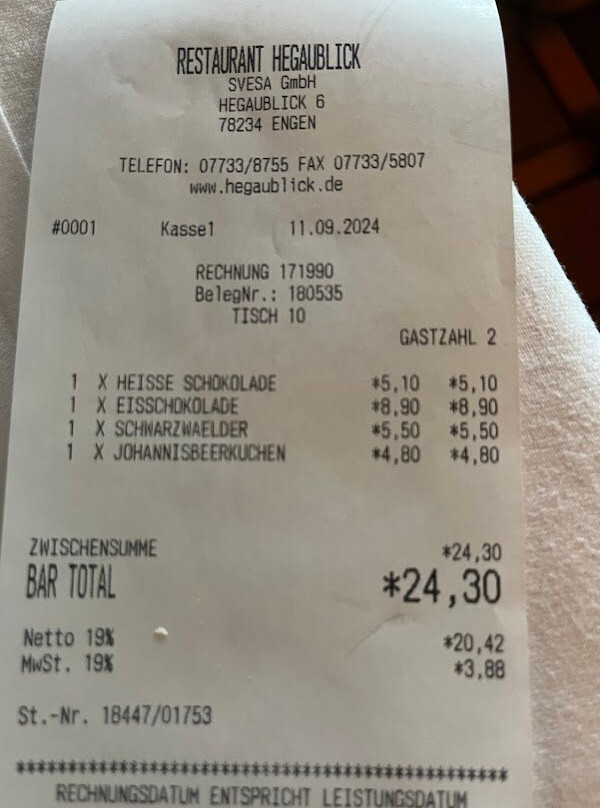 RESTAURANT HEGAUBLICK
SVESA GmbH
HEGAUBLICK 6
78234 ENGEN
TELEFON: 07733/8755 FAX 07733/5807
www.hegaublick.de
#0001 Kasse1 11.09.2024
RECHNUNG 171990
BelegNr.: 180535
TISCH 10
GASTZAHL 2
1 X HEISSE SCHOKOLADE *5,10 *5,10
1 X EISSCHOKOLADE *8,90 *8,90
1 X SCHWARZWAELDER *5,50 *5,50
1 X JOHANNISBEERKUCHEN *4,80 *4,80
ZWISCHENSUMME *24,30
BAR TOTAL *24,30
Netto 19% *20,42
MwSt. 19% *3,88
St.-Nr. 18447/01753
******************************************
RECHNUNGSDATUM ENTSPRICHT LEISTUNGSDATUM